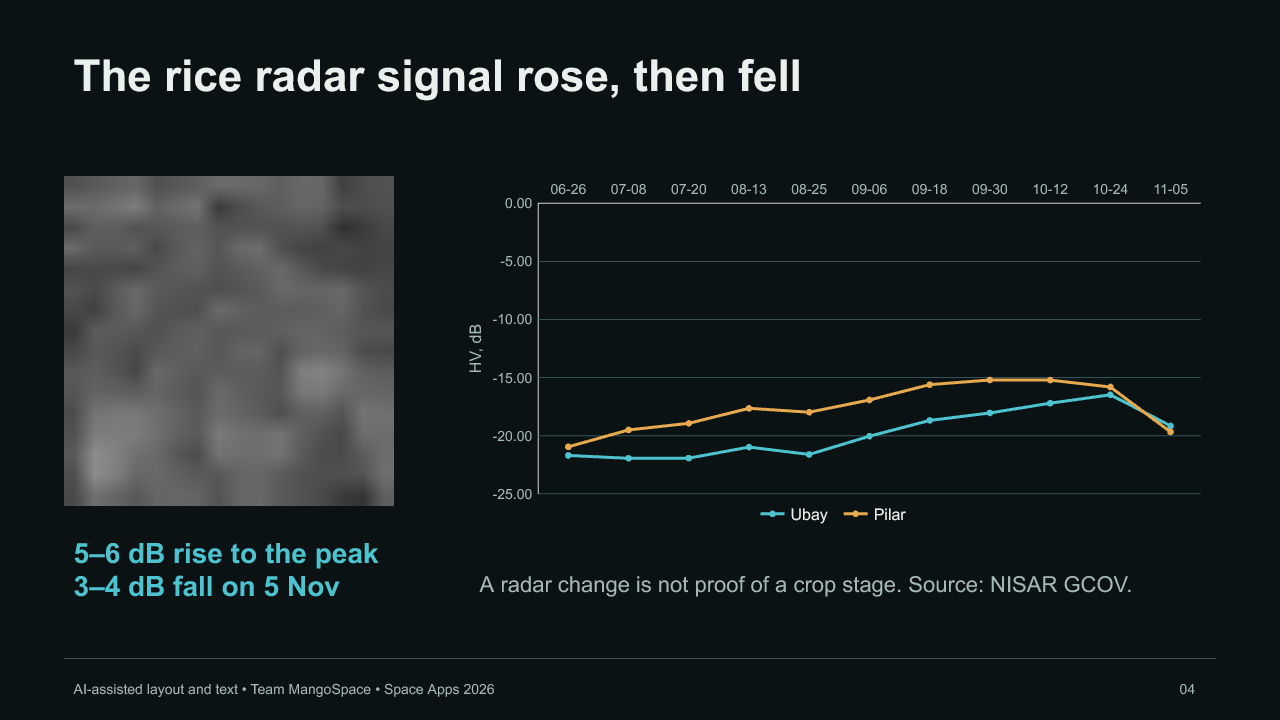 The rice radar signal rose, then fell
06-26 07-08 07-20 08-13 08-25 09-06 09-18 09-30 10-12 10-24 11-05
0.00
-5.00
-10.00
-15.00
-20.00
-25.00
HV, dB
Ubay Pilar
5–6 dB rise to the peak
3–4 dB fall on 5 Nov
A radar change is not proof of a crop stage. Source: NISAR GCOV.
AI-assisted layout and text • Team MangoSpace • Space Apps 2026
04